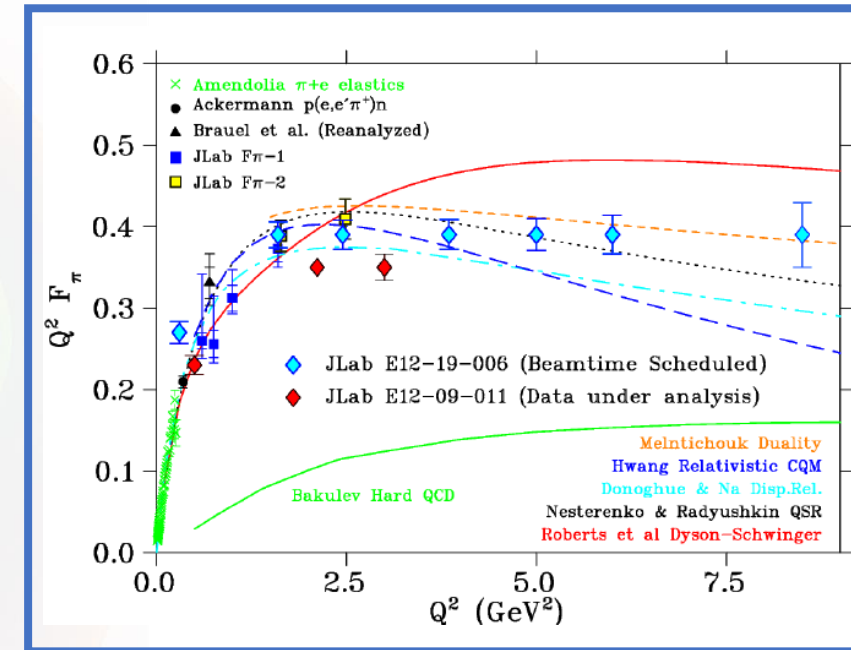 0.6
0.5
0.4
0.3
0.2
0.1
0.0
Q² Fπ
Amendolia π+e elastics
Ackermann p(e,e′π⁺)n
Brauel et al. (Reanalyzed)
JLab Fπ-1
JLab Fπ-2
JLab E12-19-006 (Beamtime Scheduled)
JLab E12-09-011 (Data under analysis)
Bakulev Hard QCD
Melntichouk Duality
Hwang Relativistic CQM
Donoghue & Na Disp.Rel.
Nesterenko & Radyushkin QSR
Roberts et al Dyson-Schwinger
0.0 2.5 5.0 7.5
Q² (GeV²)